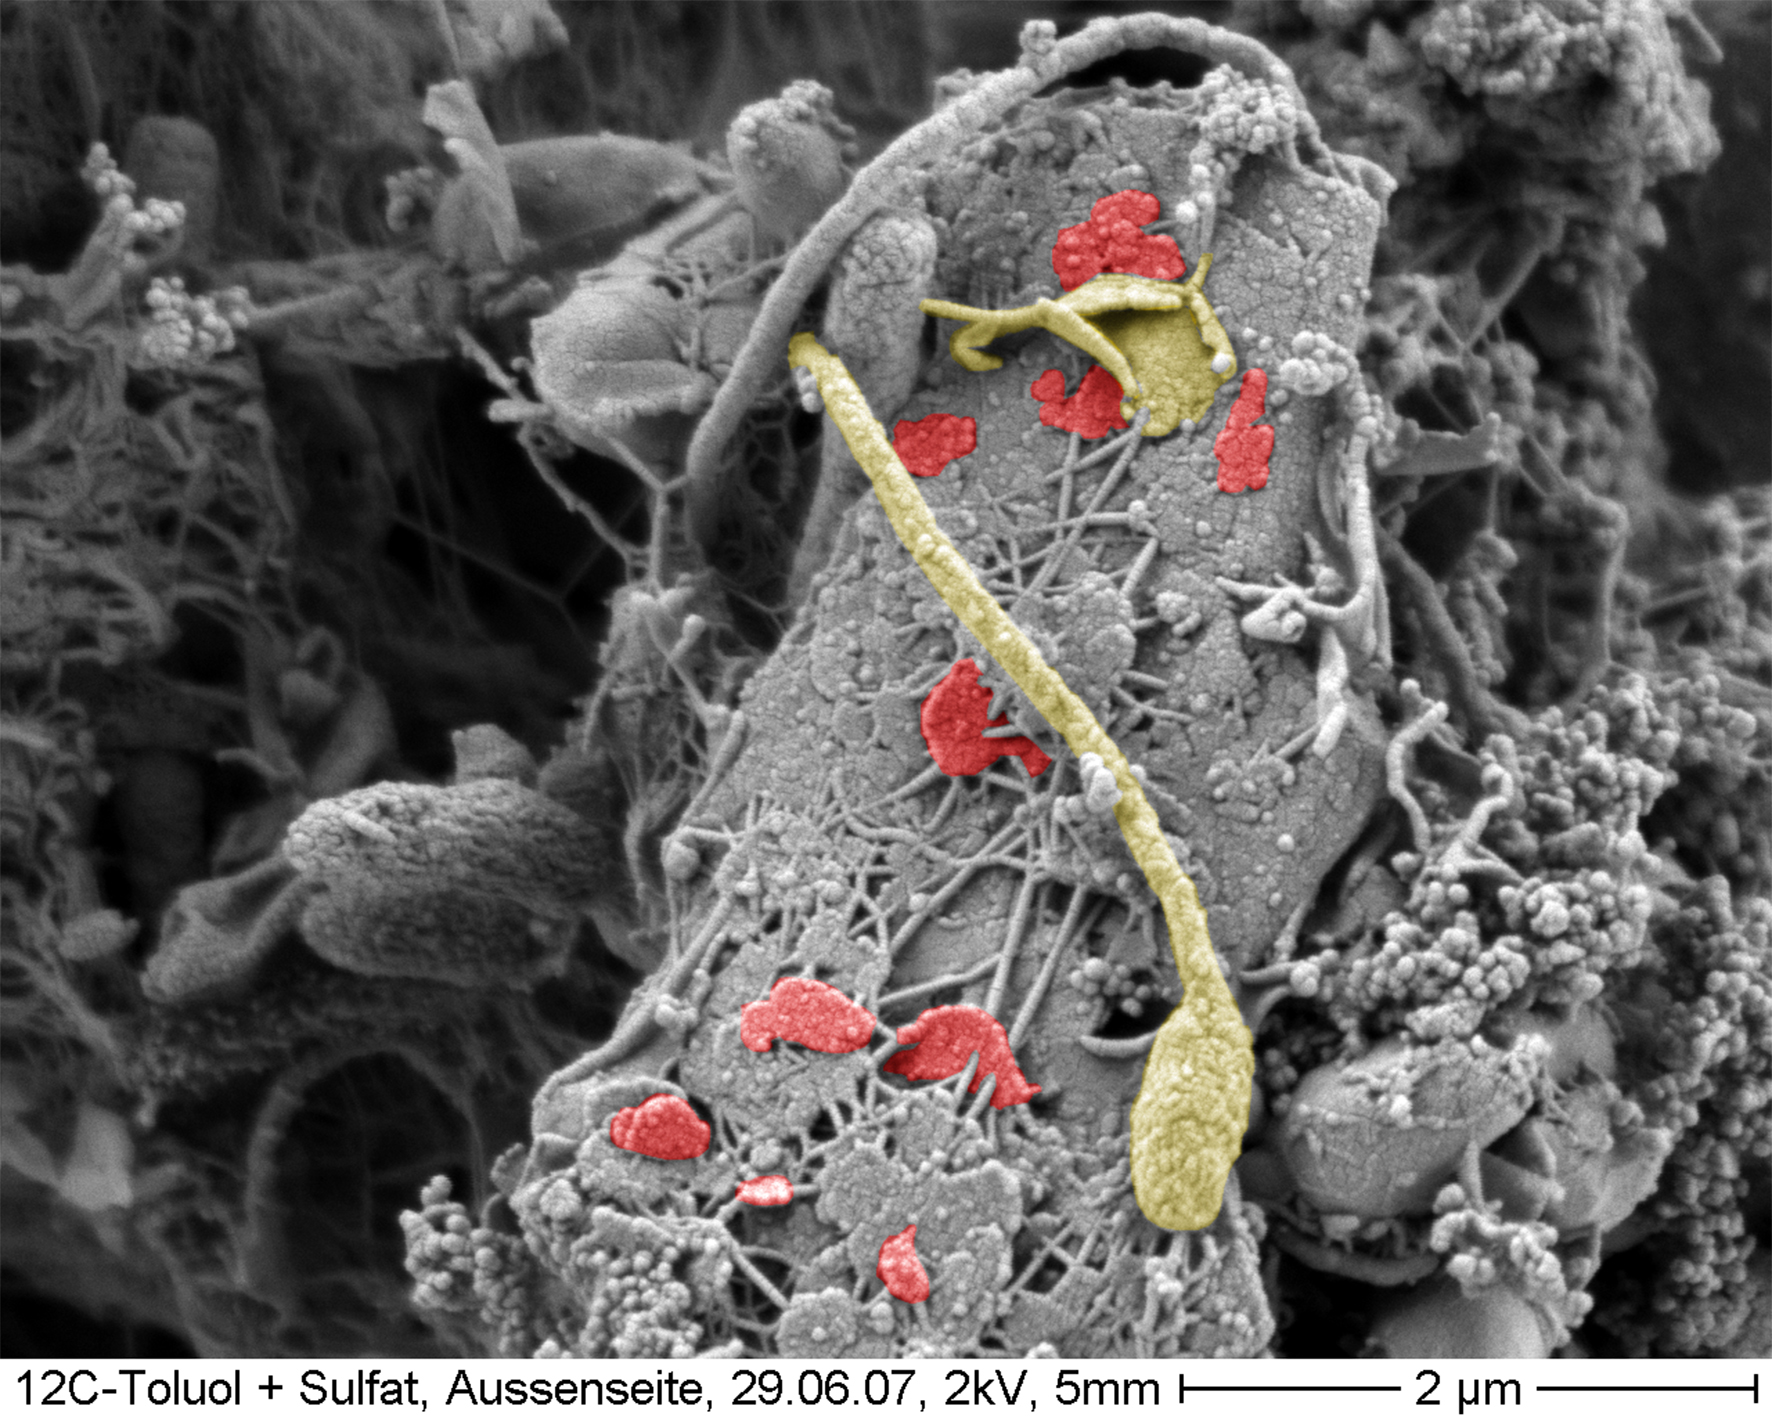 12C-Toluol + Sulfat, Aussenseite, 29.06.07, 2kV, 5mm 2 µm